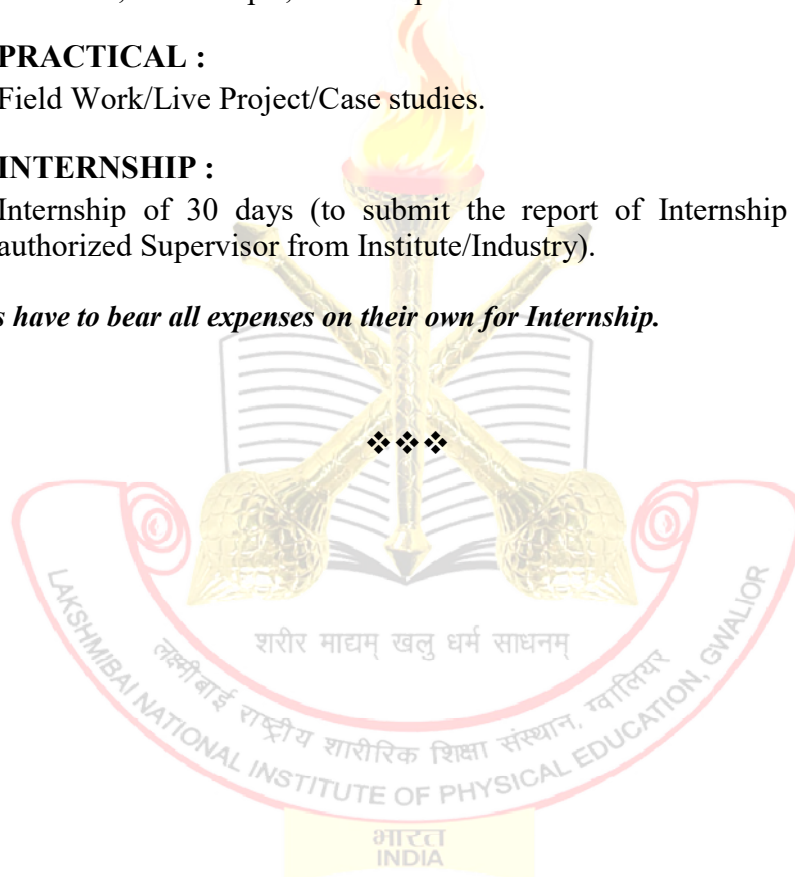 PRACTICAL :
Field Work/Live Project/Case studies.
INTERNSHIP :
Internship of 30 days (to submit the report of Internship
authorized Supervisor from Institute/Industry).
s have to bear all expenses on their own for Internship.
शरीर माद्यम् खलु धर्म साधनम्
लक्ष्मीबाई राष्ट्रीय शारीरिक शिक्षा संस्थान, ग्वालियर
LAKSHMIBAI NATIONAL INSTITUTE OF PHYSICAL EDUCATION, GWALIOR
भारत
INDIA